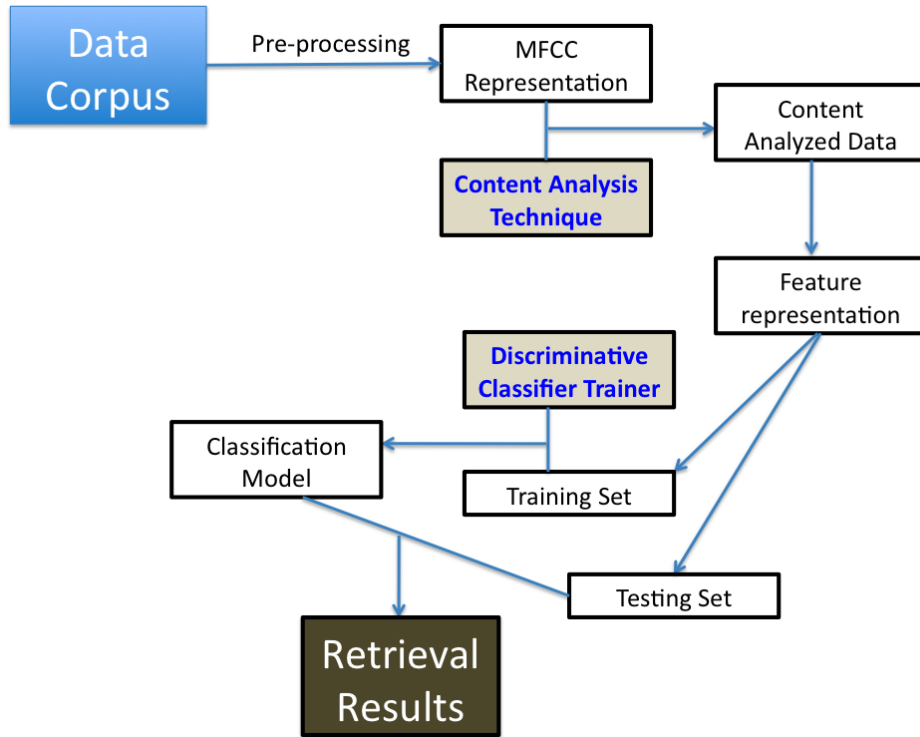 Data
Corpus
Pre-processing
MFCC
Representation
Content
Analyzed Data
Content Analysis
Technique
Feature
representation
Discriminative
Classifier Trainer
Classification
Model
Training Set
Testing Set
Retrieval
Results